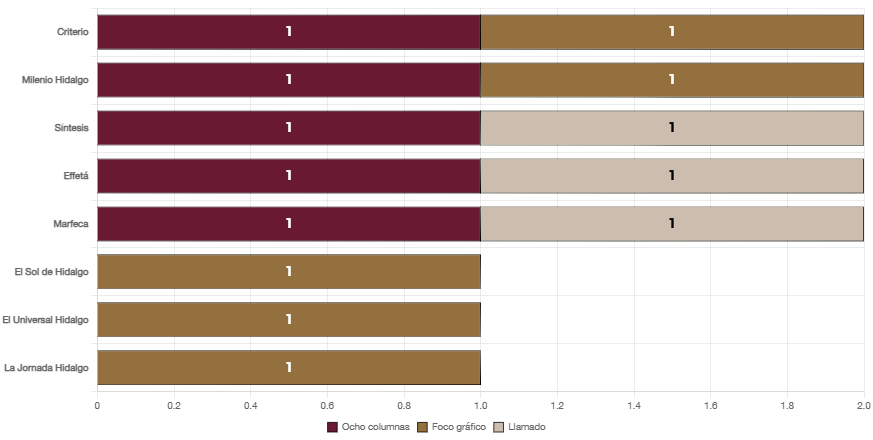 Criterio 1 1
Milenio Hidalgo 1 1
Síntesis 1 1
Effetá 1 1
Marfeca 1 1
El Sol de Hidalgo 1
El Universal Hidalgo 1
La Jornada Hidalgo 1
0 0.2 0.4 0.6 0.8 1.0 1.2 1.4 1.6 1.8 2.0
Ocho columnas Foco gráfico Llamado